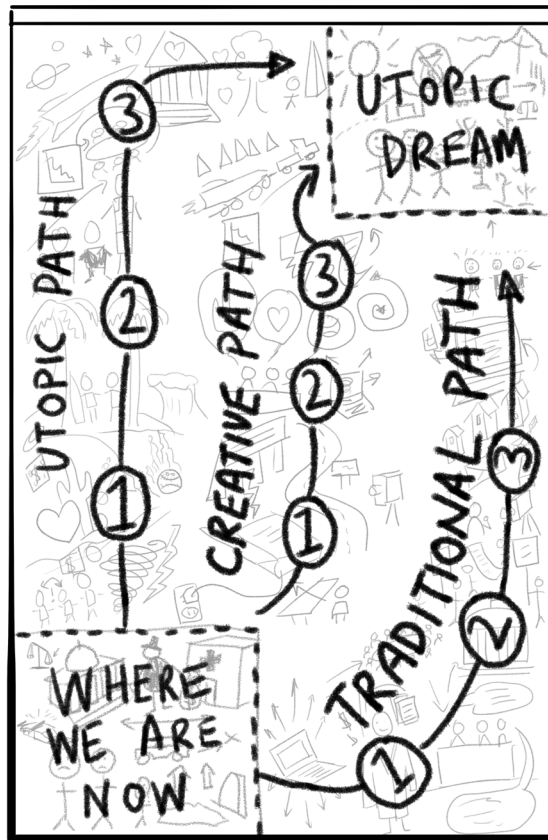 UTOPIC
DREAM
UTOPIC PATH
3
2
1
CREATIVE PATH
3
2
1
TRADITIONAL PATH
3
2
1
WHERE
WE ARE
NOW